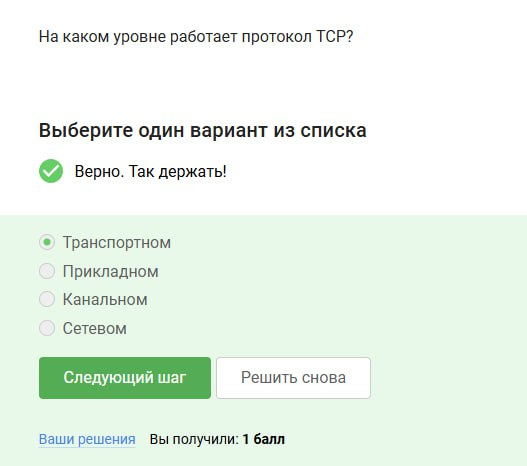 На каком уровне работает протокол TCP?
Выберите один вариант из списка
Верно. Так держать!
Транспортном
Прикладном
Канальном
Сетевом
Следующий шаг Решить снова
Ваши решения Вы получили: 1 балл